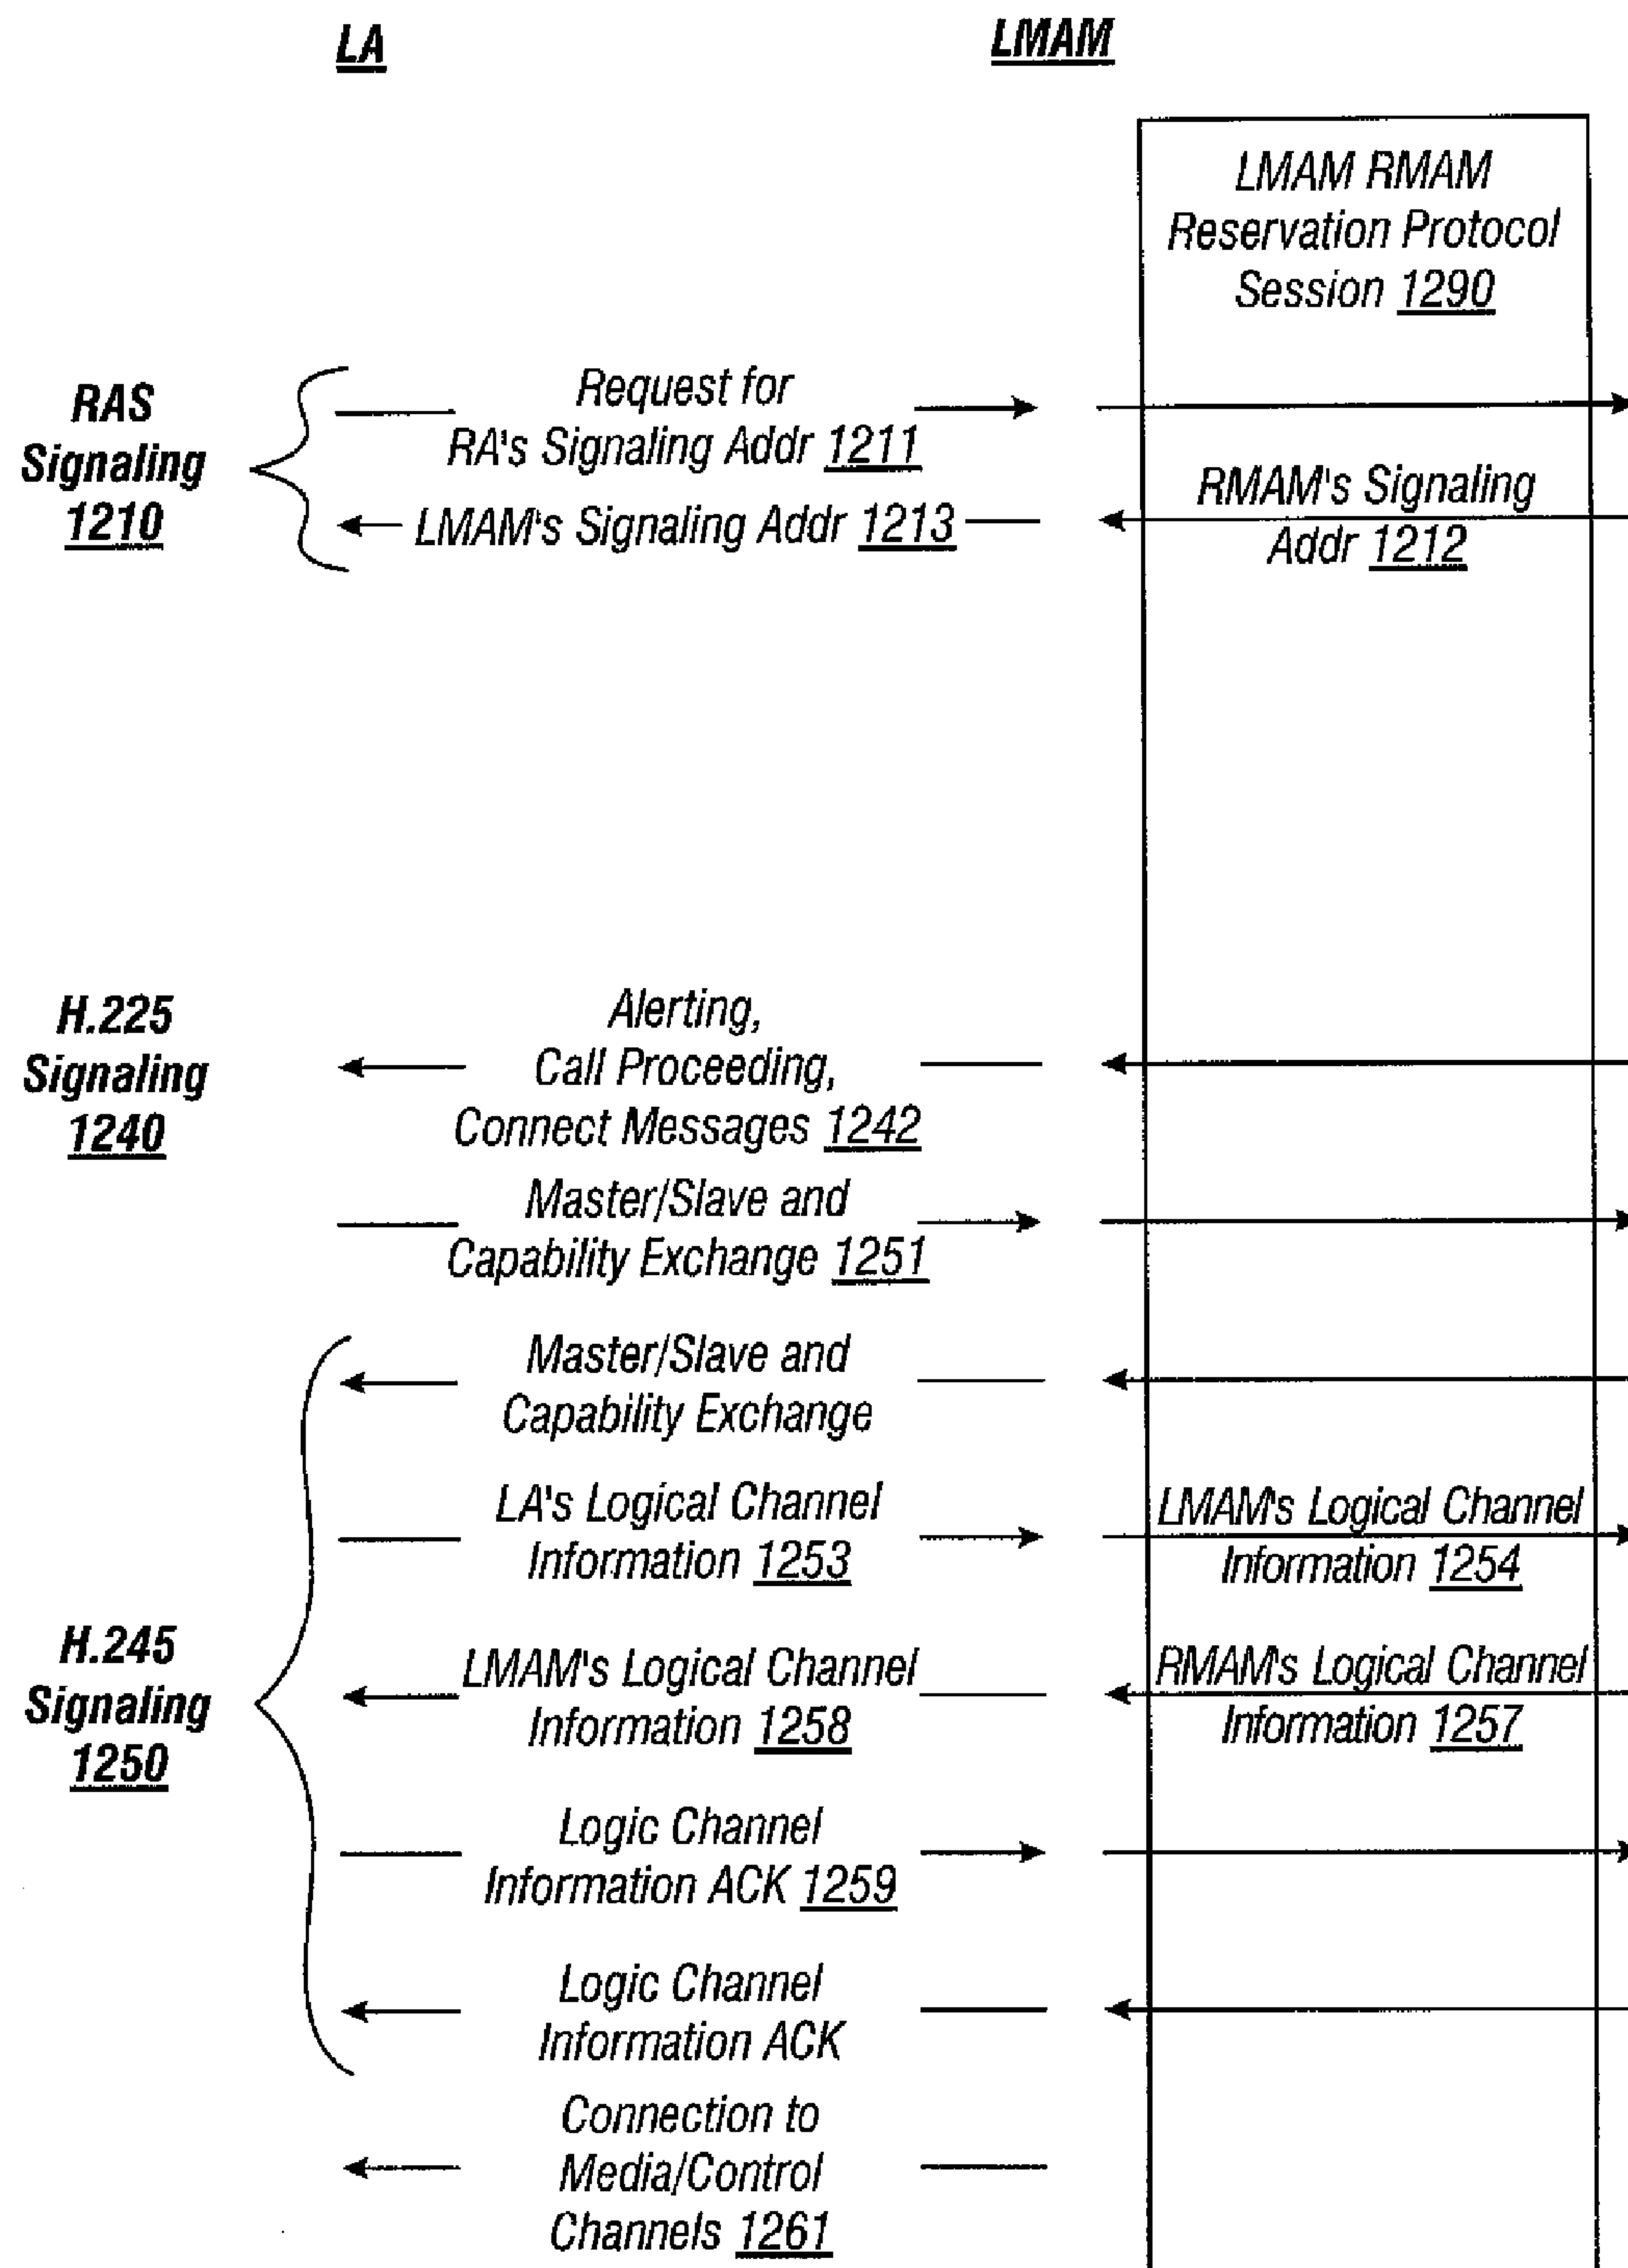 LA
LMAM
LMAM RMAM
Reservation Protocol
Session 1290
RAS
Signaling
1210
Request for
RA's Signaling Addr 1211
LMAM's Signaling Addr 1213
RMAM's Signaling
Addr 1212
H.225
Signaling
1240
Alerting,
Call Proceeding,
Connect Messages 1242
Master/Slave and
Capability Exchange 1251
H.245
Signaling
1250
Master/Slave and
Capability Exchange
LA's Logical Channel
Information 1253
LMAM's Logical Channel
Information 1254
LMAM's Logical Channel
Information 1258
RMAM's Logical Channel
Information 1257
Logic Channel
Information ACK 1259
Logic Channel
Information ACK
Connection to
Media/Control
Channels 1261